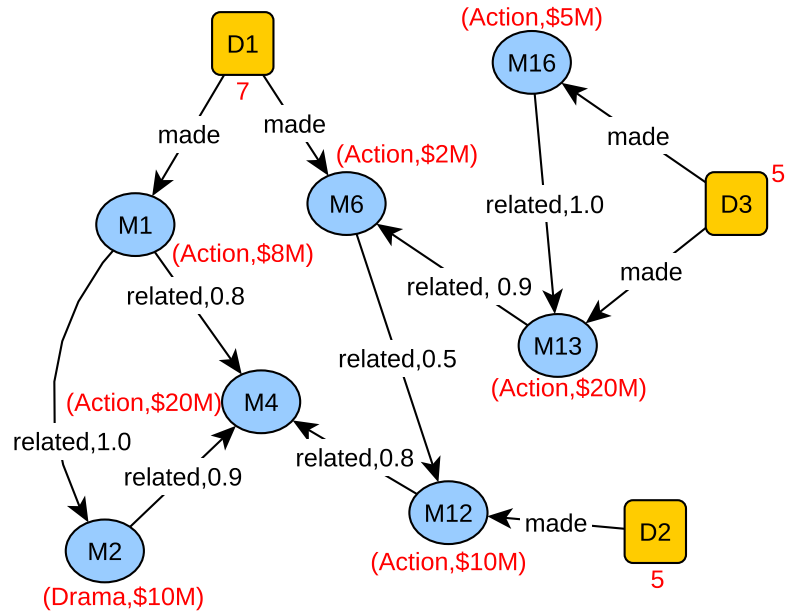 (Action,$5M)
D1
M16
7
made
made
made
(Action,$2M)
5
M6
D3
related,1.0
M1
(Action,$8M)
made
related, 0.9
related,0.8
M13
related,0.5
(Action,$20M)
(Action,$20M)
M4
related,1.0
related,0.8
related,0.9
M12
made
D2
M2
(Action,$10M)
5
(Drama,$10M)